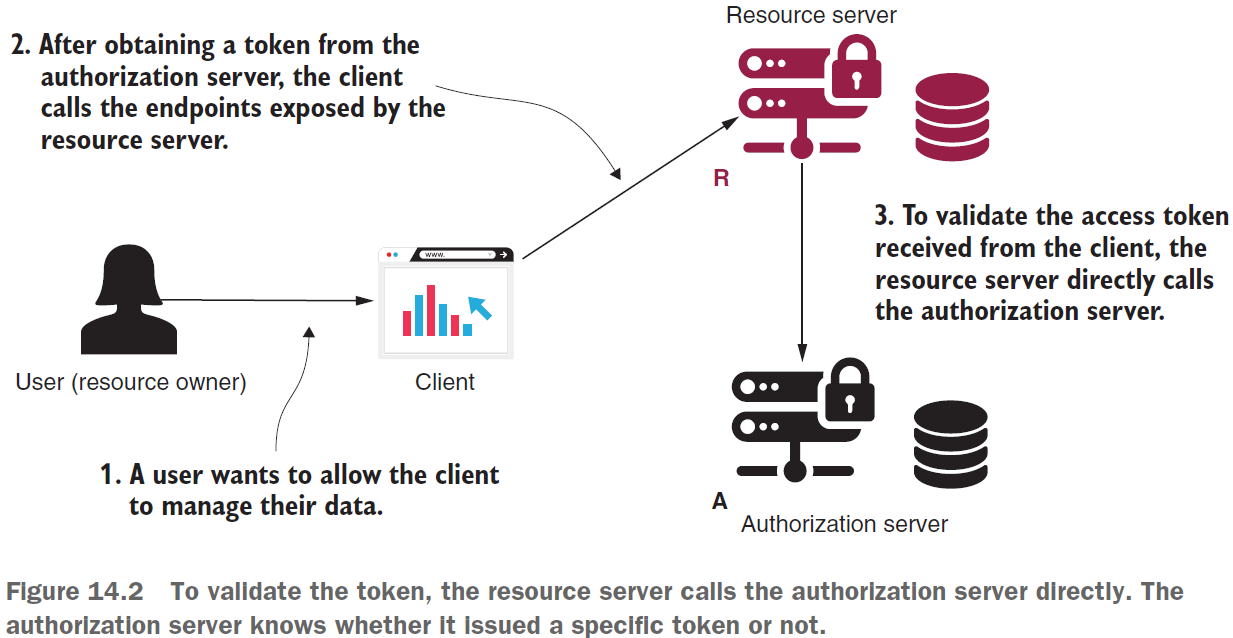 Resource server
2. After obtaining a token from the
authorization server, the client
calls the endpoints exposed by the
resource server.
R
3. To validate the access token
received from the client, the
resource server directly calls
the authorization server.
www.
User (resource owner)
Client
1. A user wants to allow the client
to manage their data.
A
Authorization server
Figure 14.2 To validate the token, the resource server calls the authorization server directly. The
authorization server knows whether it issued a specific token or not.